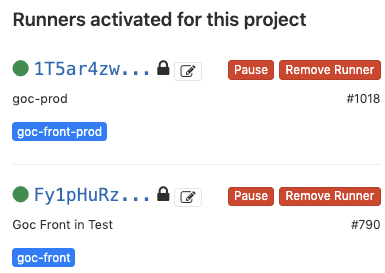 Runners activated for this project
1T5ar4zw...
Pause
Remove Runner
goc-prod
#1018
goc-front-prod
Fy1pHuRz...
Pause
Remove Runner
Goc Front in Test
#790
goc-front